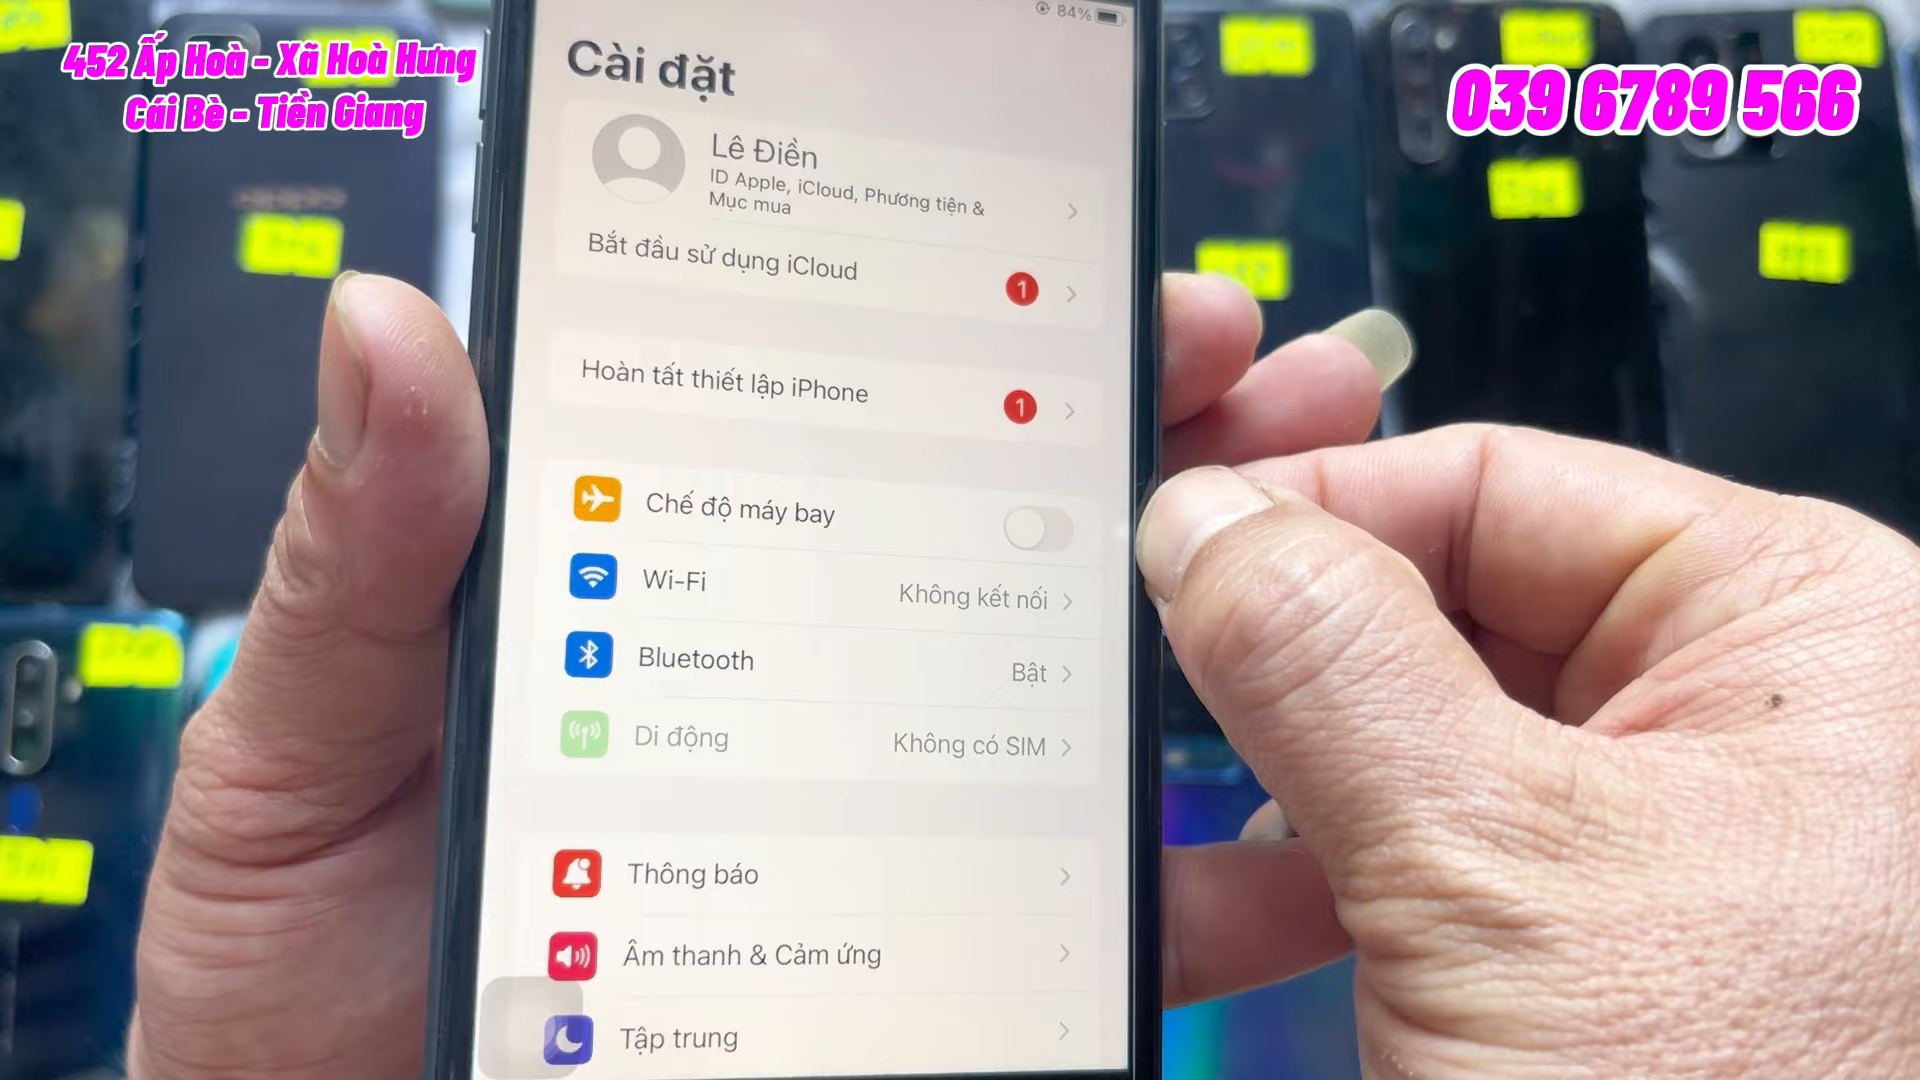 452 Ấp Hoà - Xã Hoà Hưng
Cái Bè - Tiền Giang
039 6789 566
84%
Cài đặt
Lê Điền
ID Apple, iCloud, Phương tiện &
Mục mua
Bắt đầu sử dụng iCloud
1
Hoàn tất thiết lập iPhone
1
Chế độ máy bay
Wi-Fi
Không kết nối
Bluetooth
Bật
Di động
Không có SIM
Thông báo
Âm thanh & Cảm ứng
Tập trung